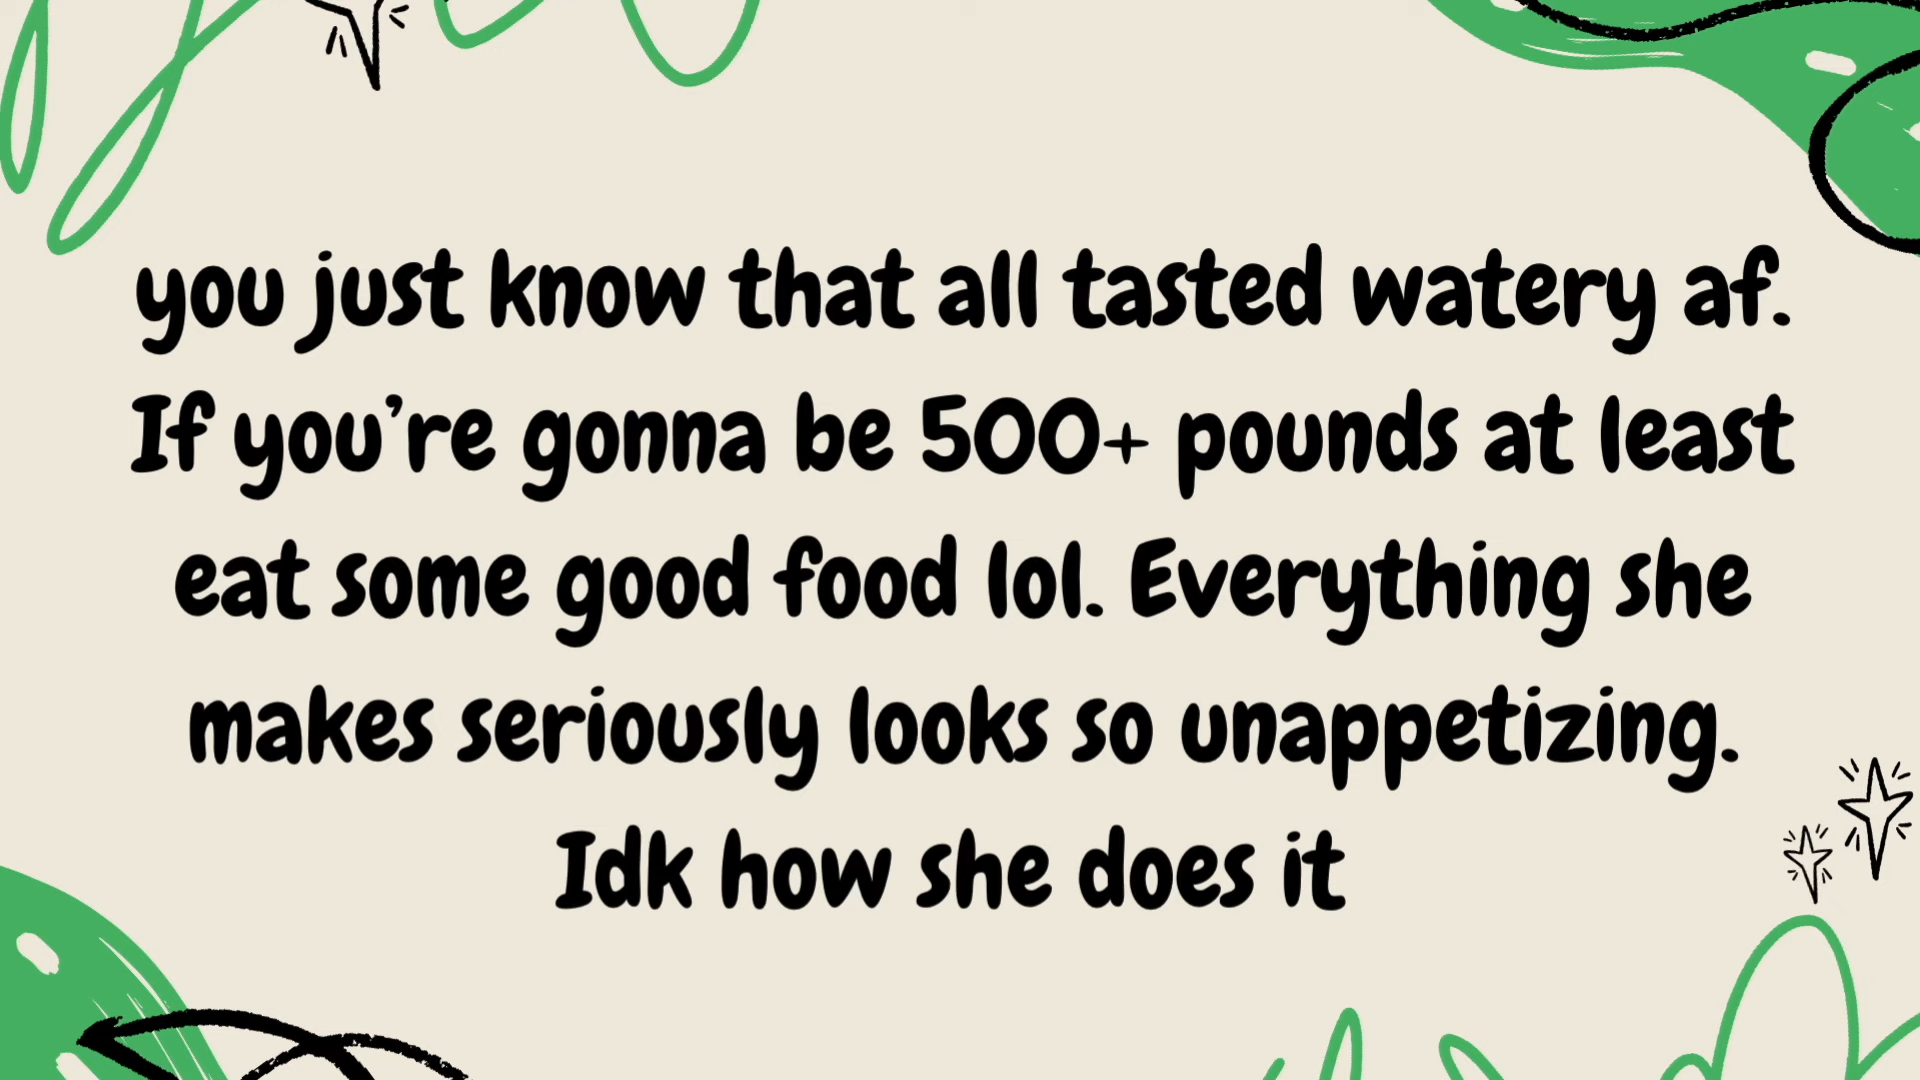 you just know that all tasted watery af.
If you’re gonna be 500+ pounds at least
eat some good food lol. Everything she
makes seriously looks so unappetizing.
Idk how she does it